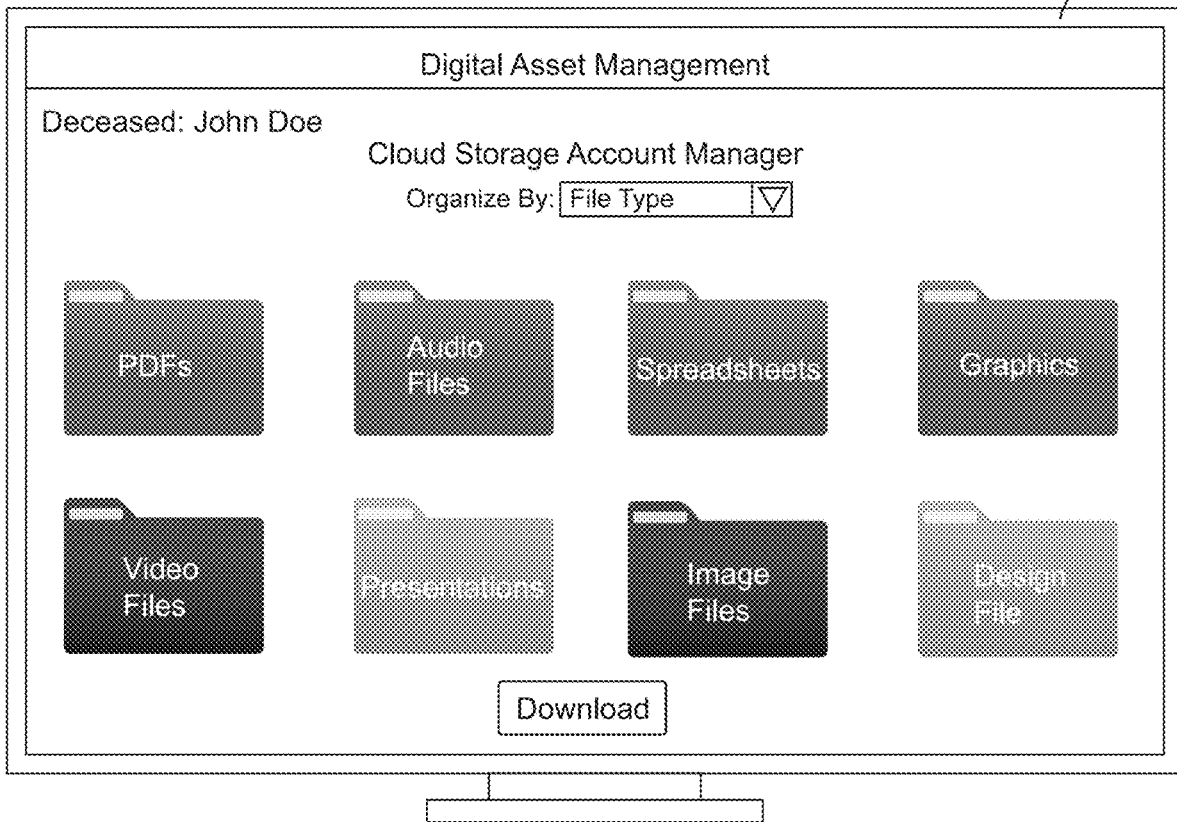 Digital Asset Management
Deceased: John Doe
Cloud Storage Account Manager
Organize By: File Type
PDFs
Audio
Files
Spreadsheets
Graphics
Video
Files
Presentations
Image
Files
Design
File
Download